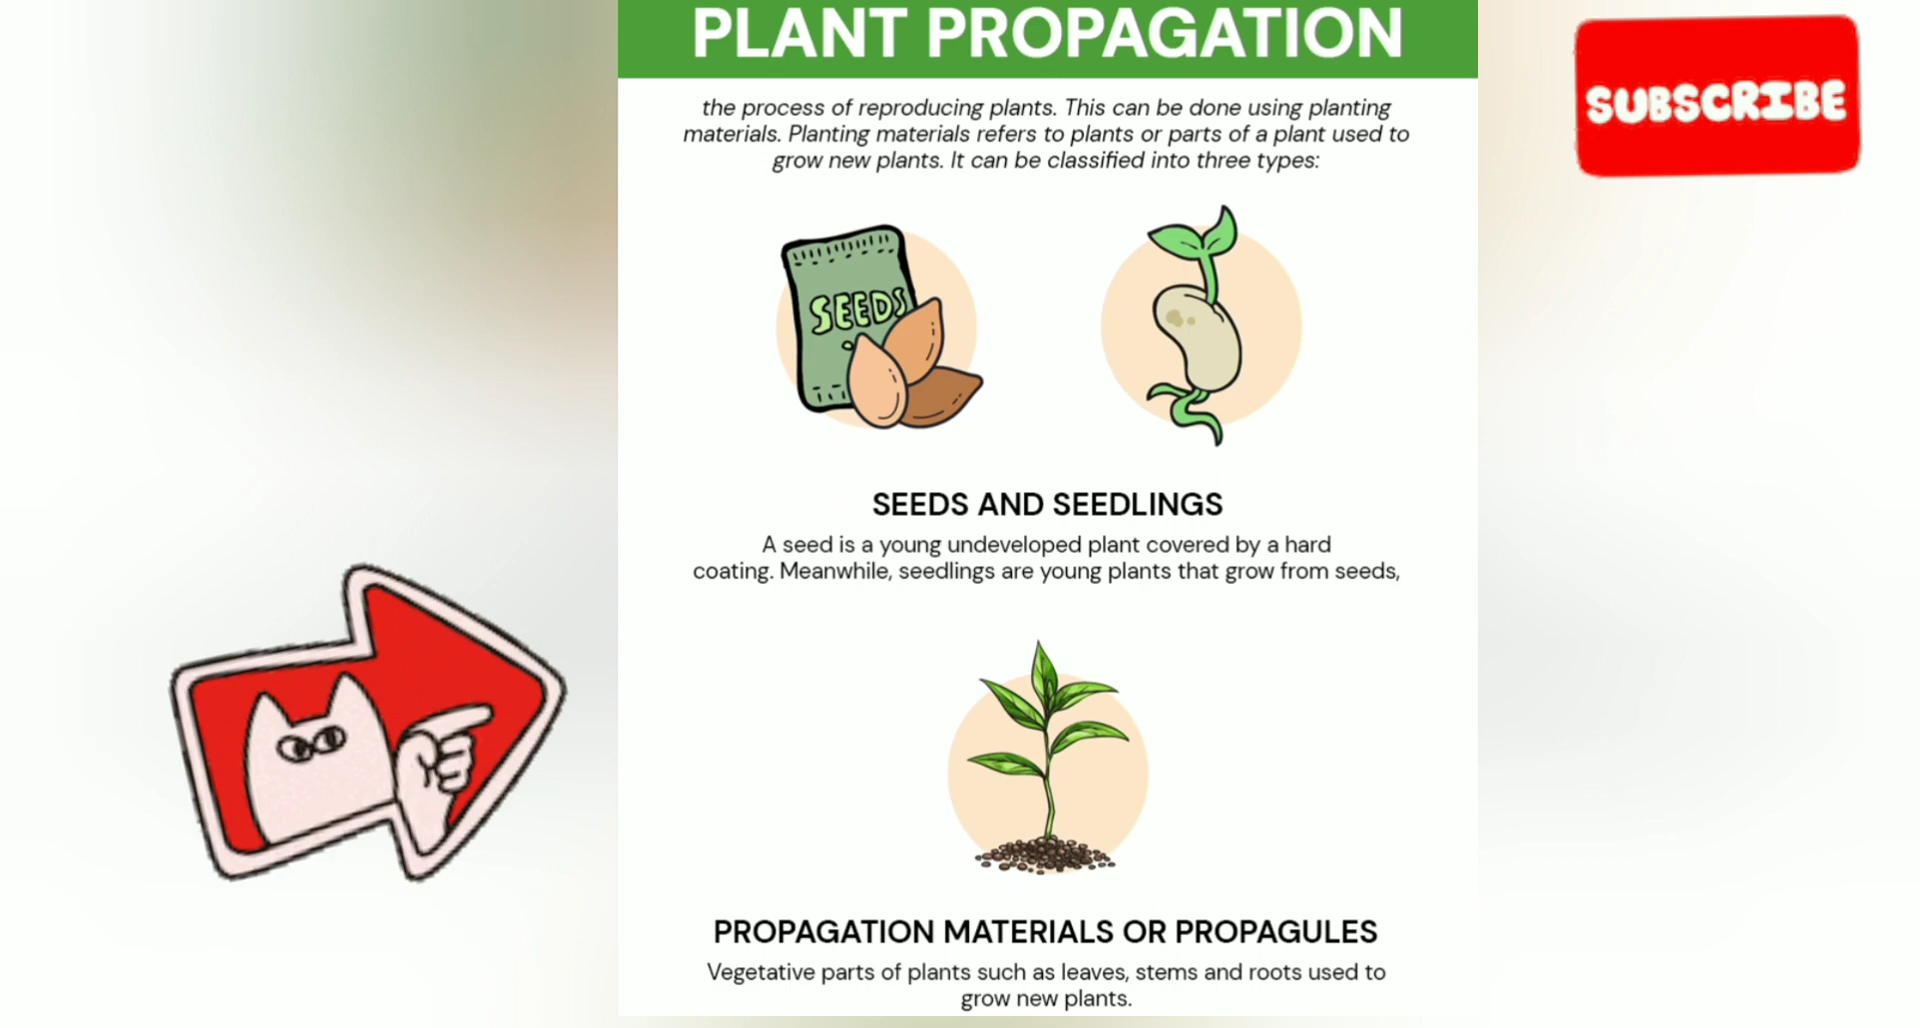 PLANT PROPAGATION
SUBSCRIBE
the process of reproducing plants. This can be done using planting
materials. Planting materials refers to plants or parts of a plant used to
grow new plants. It can be classified into three types:
SEEDS
SEEDS AND SEEDLINGS
A seed is a young undeveloped plant covered by a hard
coating. Meanwhile, seedlings are young plants that grow from seeds,
PROPAGATION MATERIALS OR PROPAGULES
Vegetative parts of plants such as leaves, stems and roots used to
grow new plants.